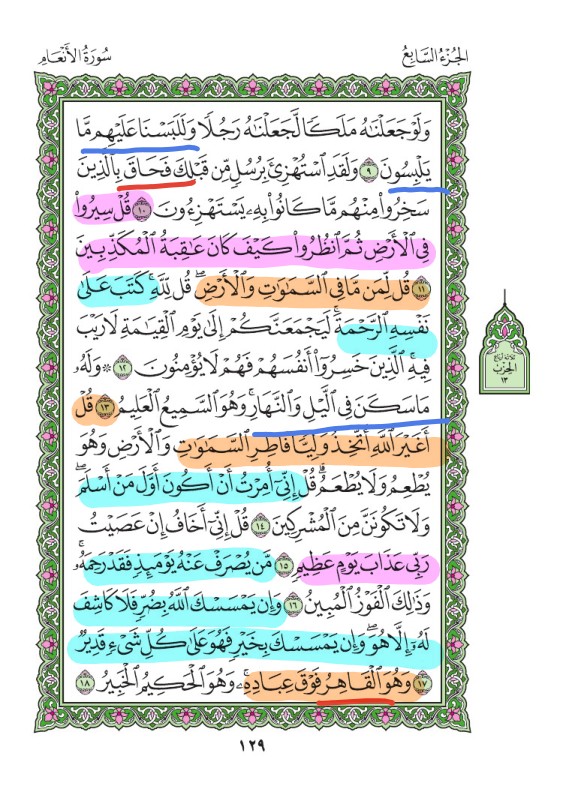 سُورَةُ الأَنْعَامِ
الجُزْءُ السَّابِعُ
وَلَوْ جَعَلْنَٰهُ مَلَكًا لَّجَعَلْنَٰهُ رَجُلًا وَلَلَبَسْنَا عَلَيْهِم مَّا
يَلْبِسُونَ ٩ وَلَقَدِ ٱسْتُهْزِئَ بِرُسُلٍ مِّن قَبْلِكَ فَحَاقَ بِٱلَّذِينَ
سَخِرُوا۟ مِنْهُم مَّا كَانُوا۟ بِهِۦ يَسْتَهْزِءُونَ ١٠ قُلْ سِيرُوا۟
فِى ٱلْأَرْضِ ثُمَّ ٱنظُرُوا۟ كَيْفَ كَانَ عَٰقِبَةُ ٱلْمُكَذِّبِينَ
١١ قُل لِّمَن مَّا فِى ٱلسَّمَٰوَٰتِ وَٱلْأَرْضِ ۖ قُل لِّلَّهِ ۚ كَتَبَ عَلَىٰ
نَفْسِهِ ٱلرَّحْمَةَ ۚ لَيَجْمَعَنَّكُمْ إِلَىٰ يَوْمِ ٱلْقِيَٰمَةِ لَا رَيْبَ
فِيهِ ۚ ٱلَّذِينَ خَسِرُوٓا۟ أَنفُسَهُمْ فَهُمْ لَا يُؤْمِنُونَ ١٢ ۞ وَلَهُۥ
مَا سَكَنَ فِى ٱلَّيْلِ وَٱلنَّهَارِ ۚ وَهُوَ ٱلسَّمِيعُ ٱلْعَلِيمُ ١٣ قُلْ
أَغَيْرَ ٱللَّهِ أَتَّخِذُ وَلِيًّا فَاطِرِ ٱلسَّمَٰوَٰتِ وَٱلْأَرْضِ وَهُوَ
يُطْعِمُ وَلَا يُطْعَمُ ۗ قُلْ إِنِّىٓ أُمِرْتُ أَنْ أَكُونَ أَوَّلَ مَنْ أَسْلَمَ ۖ
وَلَا تَكُونَنَّ مِنَ ٱلْمُشْرِكِينَ ١٤ قُلْ إِنِّىٓ أَخَافُ إِنْ عَصَيْتُ
رَبِّى عَذَابَ يَوْمٍ عَظِيمٍ ١٥ مَّن يُصْرَفْ عَنْهُ يَوْمَئِذٍ فَقَدْ رَحِمَهُۥ ۚ
وَذَٰلِكَ ٱلْفَوْزُ ٱلْمُبِينُ ١٦ وَإِن يَمْسَسْكَ ٱللَّهُ بِضُرٍّ فَلَا كَاشِفَ
لَهُۥٓ إِلَّا هُوَ ۖ وَإِن يَمْسَسْكَ بِخَيْرٍ فَهُوَ عَلَىٰ كُلِّ شَىْءٍ قَدِيرٌ
١٧ وَهُوَ ٱلْقَاهِرُ فَوْقَ عِبَادِهِۦ ۚ وَهُوَ ٱلْحَكِيمُ ٱلْخَبِيرُ ١٨
ثلاثة أرباع
الحزب
١٣
١٢٩